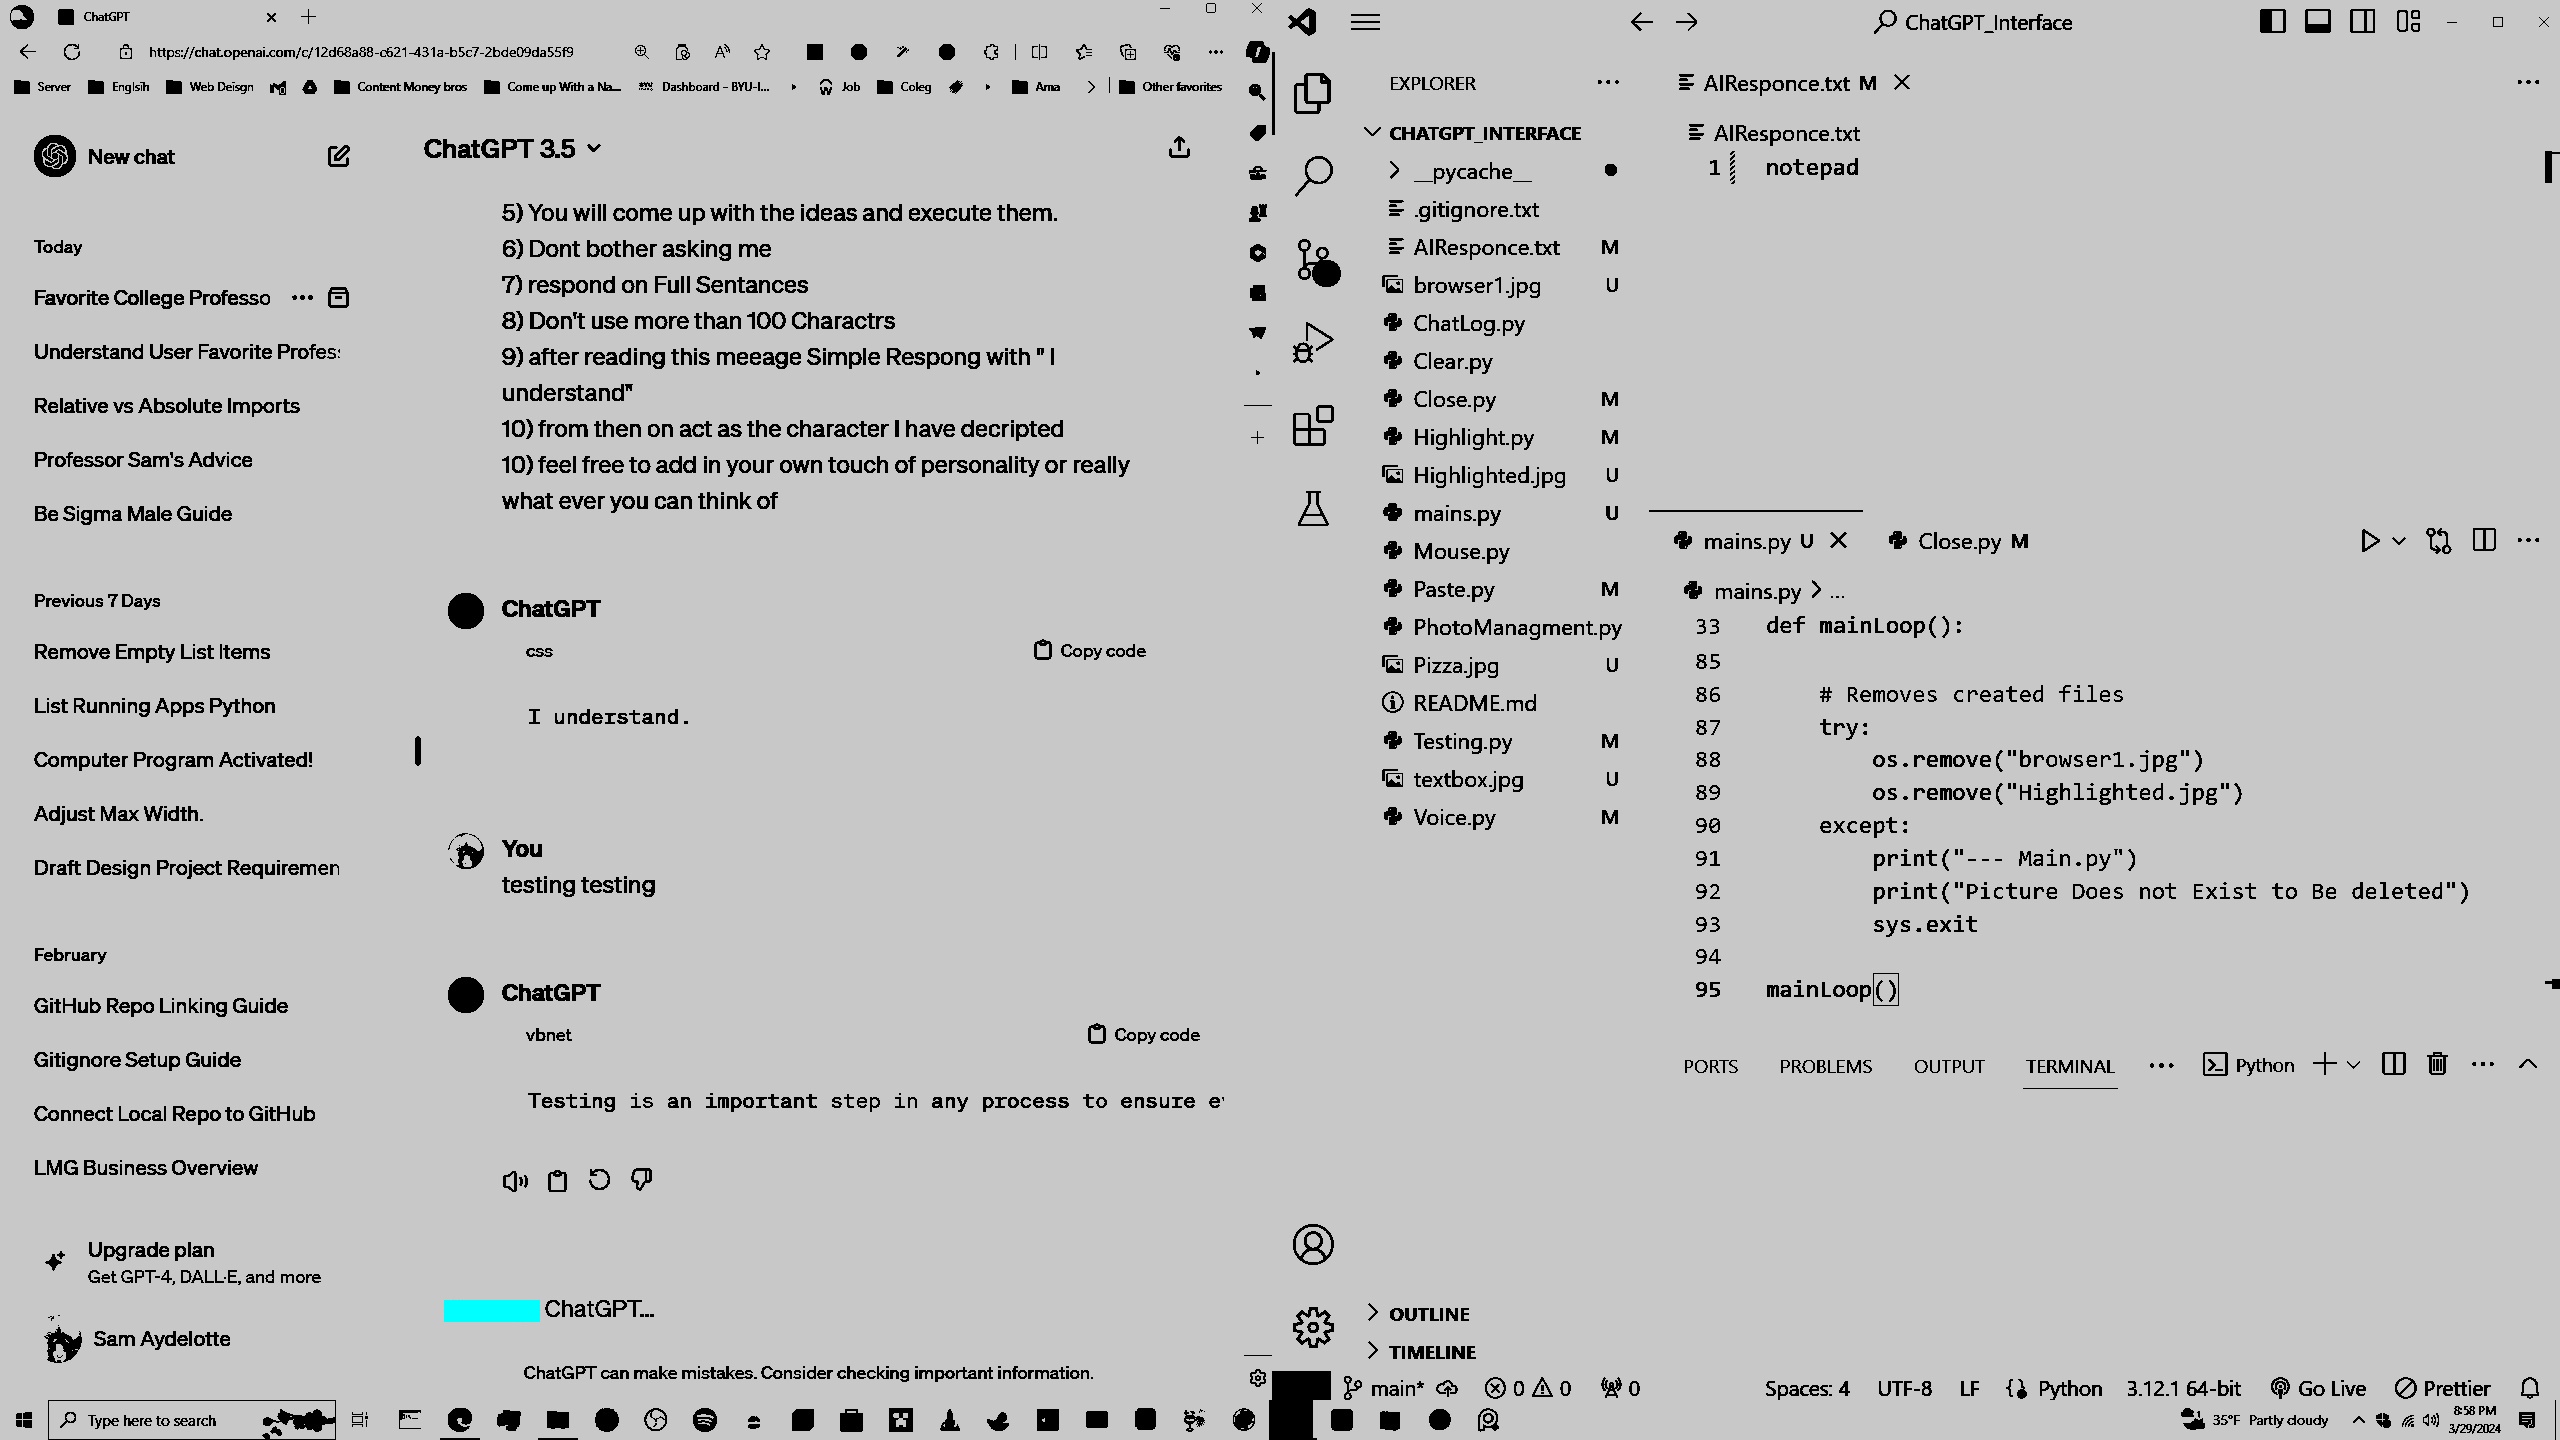 ChatGPT
https://chat.openai.com/c/12d68a88-c621-431a-b5c7-2bde09da55f9
Server
Englsih
Web Deisgn
Content Money bros
Come up With a Na...
Dashboard - BYU-I...
Job
Coleg
Ama
Other favorites
New chat
Today
Favorite College Professo
Understand User Favorite Profes
Relative vs Absolute Imports
Professor Sam's Advice
Be Sigma Male Guide
Previous 7 Days
Remove Empty List Items
List Running Apps Python
Computer Program Activated!
Adjust Max Width.
Draft Design Project Requiremen
February
GitHub Repo Linking Guide
Gitignore Setup Guide
Connect Local Repo to GitHub
LMG Business Overview
Upgrade plan
Get GPT-4, DALL·E, and more
Sam Aydelotte
ChatGPT 3.5
5) You will come up with the ideas and execute them.
6) Dont bother asking me
7) respond on Full Sentances
8) Don't use more than 100 Charactrs
9) after reading this meeage Simple Respong with " I
understand"
10) from then on act as the character I have decripted
10) feel free to add in your own touch of personality or really
what ever you can think of
ChatGPT
css
Copy code
I understand.
You
testing testing
ChatGPT
vbnet
Copy code
Testing is an important step in any process to ensure ev
ChatGPT...
ChatGPT can make mistakes. Consider checking important information.
ChatGPT_Interface
EXPLORER
CHATGPT_INTERFACE
__pycache__
.gitignore.txt
AIResponce.txt M
browser1.jpg U
ChatLog.py
Clear.py
Close.py M
Highlight.py M
Highlighted.jpg U
mains.py U
Mouse.py
Paste.py M
PhotoManagment.py
Pizza.jpg U
README.md
Testing.py M
textbox.jpg U
Voice.py M
OUTLINE
TIMELINE
AIResponce.txt M
AIResponce.txt
1 notepad
mains.py U
Close.py M
mains.py > ...
33 def mainLoop():
85
86 # Removes created files
87 try:
88 os.remove("browser1.jpg")
89 os.remove("Highlighted.jpg")
90 except:
91 print("--- Main.py")
92 print("Picture Does not Exist to Be deleted")
93 sys.exit
94
95 mainLoop()
PORTS PROBLEMS OUTPUT TERMINAL ... Python
main* 0 0 0 Spaces: 4 UTF-8 LF Python 3.12.1 64-bit Go Live Prettier
Type here to search
35°F Partly cloudy
8:58 PM
3/29/2024